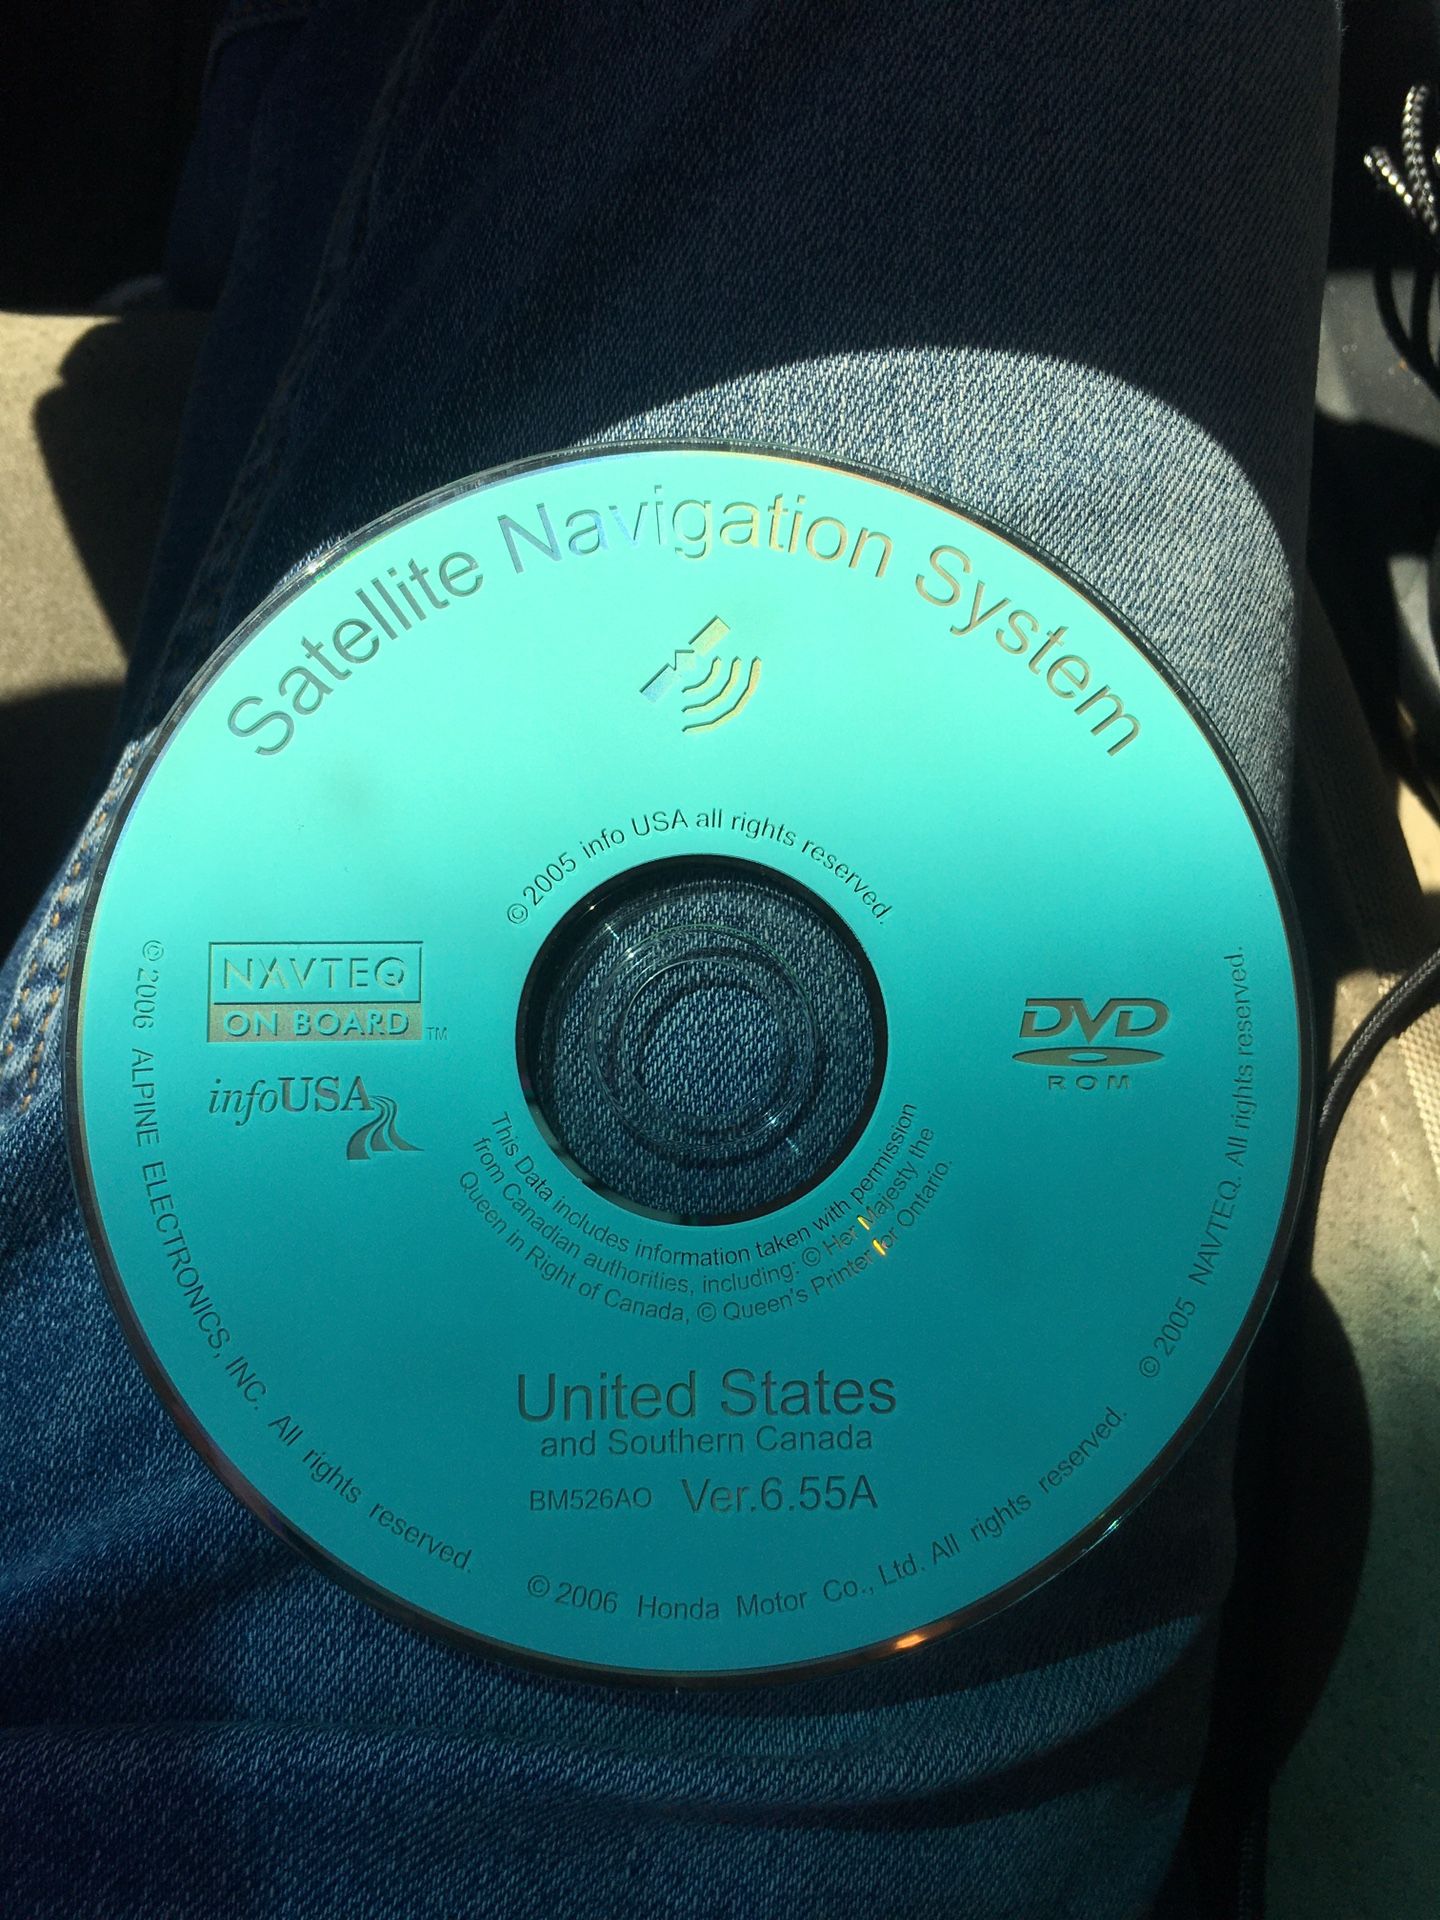 Satellite Navigation System
© 2005 info USA all rights reserved.
NAVTEQ
ON BOARD TM
infoUSA
DVD
ROM
© 2006 ALPINE ELECTRONICS, INC. All rights reserved.
© 2005 NAVTEQ. All rights reserved.
This Data includes information taken with permission
from Canadian authorities, including: © Her Majesty the
Queen in Right of Canada, © Queen's Printer for Ontario.
United States
and Southern Canada
BM526AO Ver.6.55A
© 2006 Honda Motor Co., Ltd. All rights reserved.